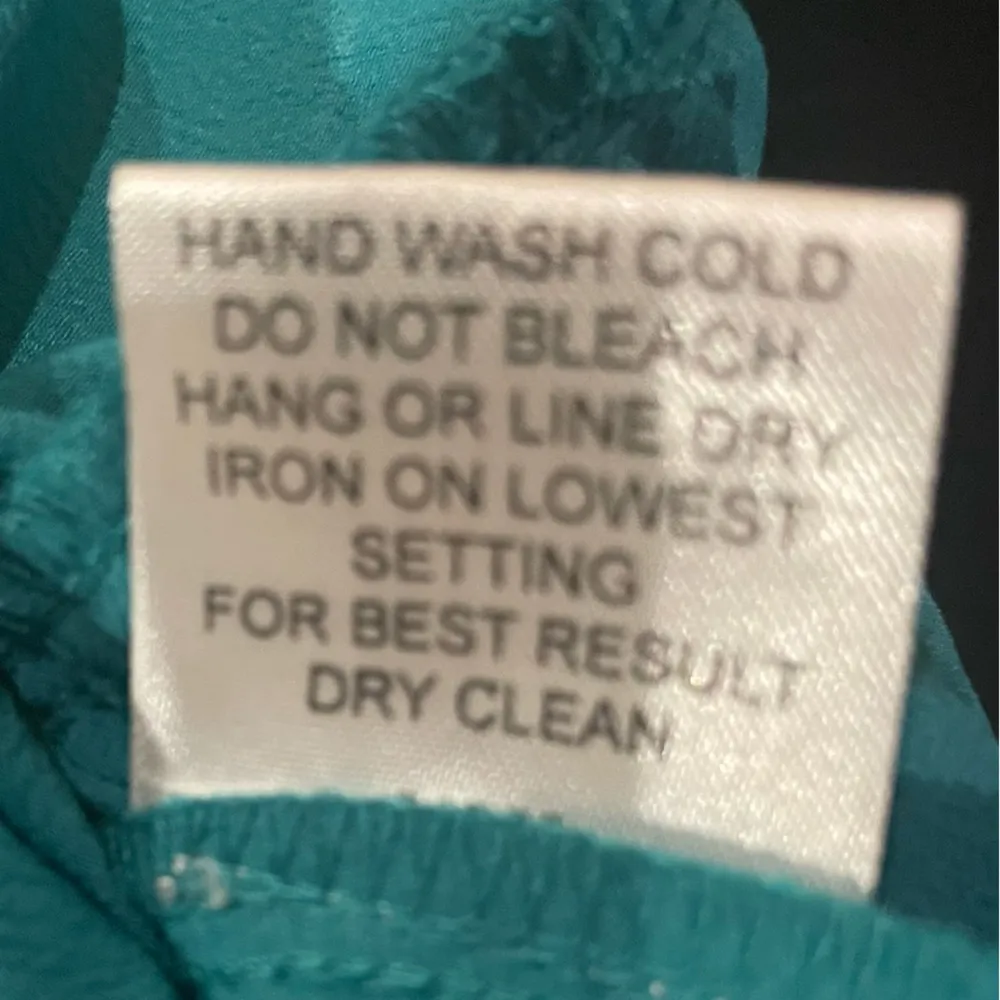 HAND WASH COLD
DO NOT BLEACH
HANG OR LINE DRY
IRON ON LOWEST
SETTING
FOR BEST RESULT
DRY CLEAN